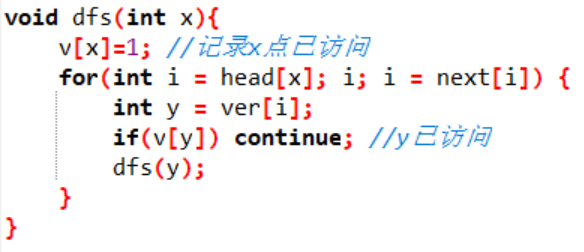 void dfs(int x){
    v[x]=1; //记录x点已访问
    for(int i = head[x]; i; i = next[i]) {
        int y = ver[i];
        if(v[y]) continue; //y已访问
        dfs(y);
    }
}